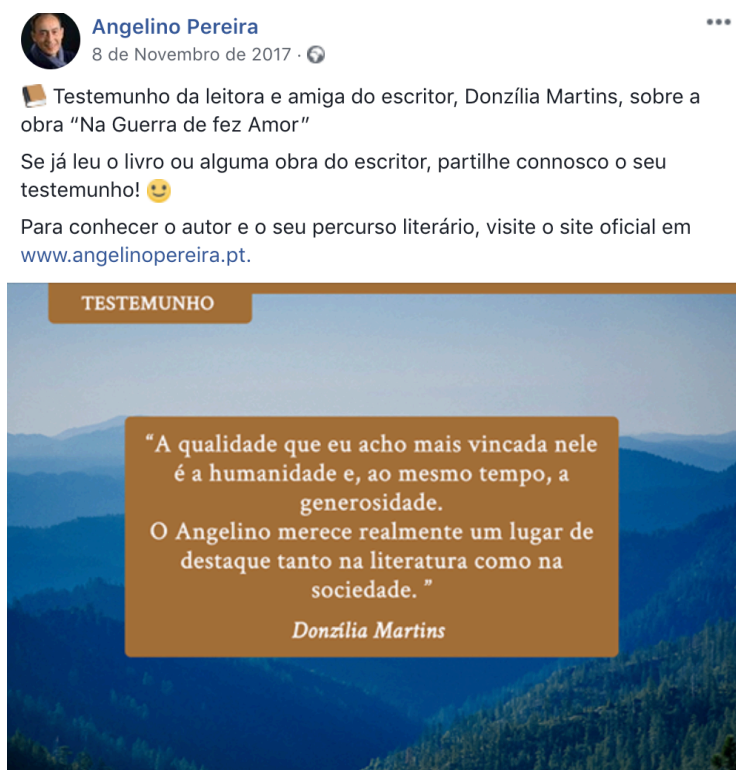 Angelino Pereira
8 de Novembro de 2017 ·
Testemunho da leitora e amiga do escritor, Donzília Martins, sobre a
obra “Na Guerra de fez Amor”
Se já leu o livro ou alguma obra do escritor, partilhe connosco o seu
testemunho!
Para conhecer o autor e o seu percurso literário, visite o site oficial em
www.angelinopereira.pt.
TESTEMUNHO
“A qualidade que eu acho mais vincada nele
é a humanidade e, ao mesmo tempo, a
generosidade.
O Angelino merece realmente um lugar de
destaque tanto na literatura como na
sociedade. ”
Donzília Martins